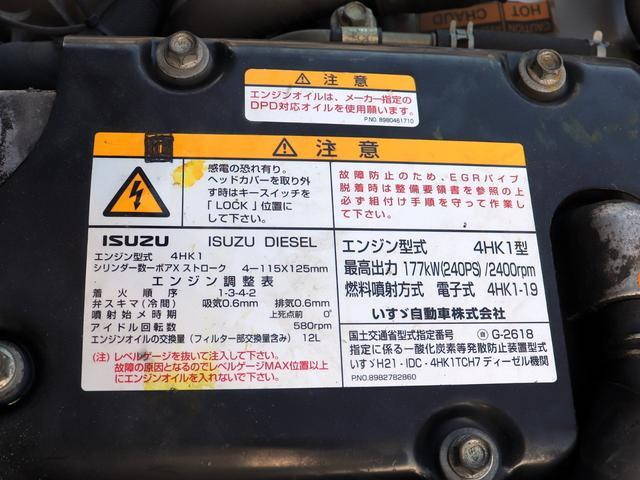 HOT
CHAUD
CAUTION
注意
エンジンオイルは、メーカー指定の
DPD対応オイルを使用願います。
P.NO. 8980461710
注意
感電の恐れ有り。
ヘッドカバーを取り外
す時はキースイッチを
「LOCK」位置に
して下さい。
故障防止のため、EGRパイプ
脱着時は整備要領書を参照の上
必ず組付け手順を守って作業し
て下さい。
ISUZU ISUZU DIESEL
エンジン型式 4HK1
シリンダー数ーボアX ストローク 4-115X125mm
エンジン調整表
着火順序 1-3-4-2
弁スキマ(冷間) 吸気0.6mm 排気0.6mm
噴射始メ時期 上死点前 0°
アイドル回転数 580rpm
エンジンオイルの交換量(フィルター部交換量含み) 12L
(注)レベルゲージを抜いて注入して下さい。
故障の原因となるのでレベルゲージMAX位置以上
にエンジンオイルを入れないで下さい。
エンジン型式 4HK1型
最高出力 177kW(240PS)/2400rpm
燃料噴射方式 電子式 4HK1-19
いすゞ自動車株式会社
国土交通省型式指定番号 G-2618
指定に係る一酸化炭素等発散防止装置型式
いすゞH21・IDC・4HK1TCH7 ディーゼル機関
P.NO.8982782860